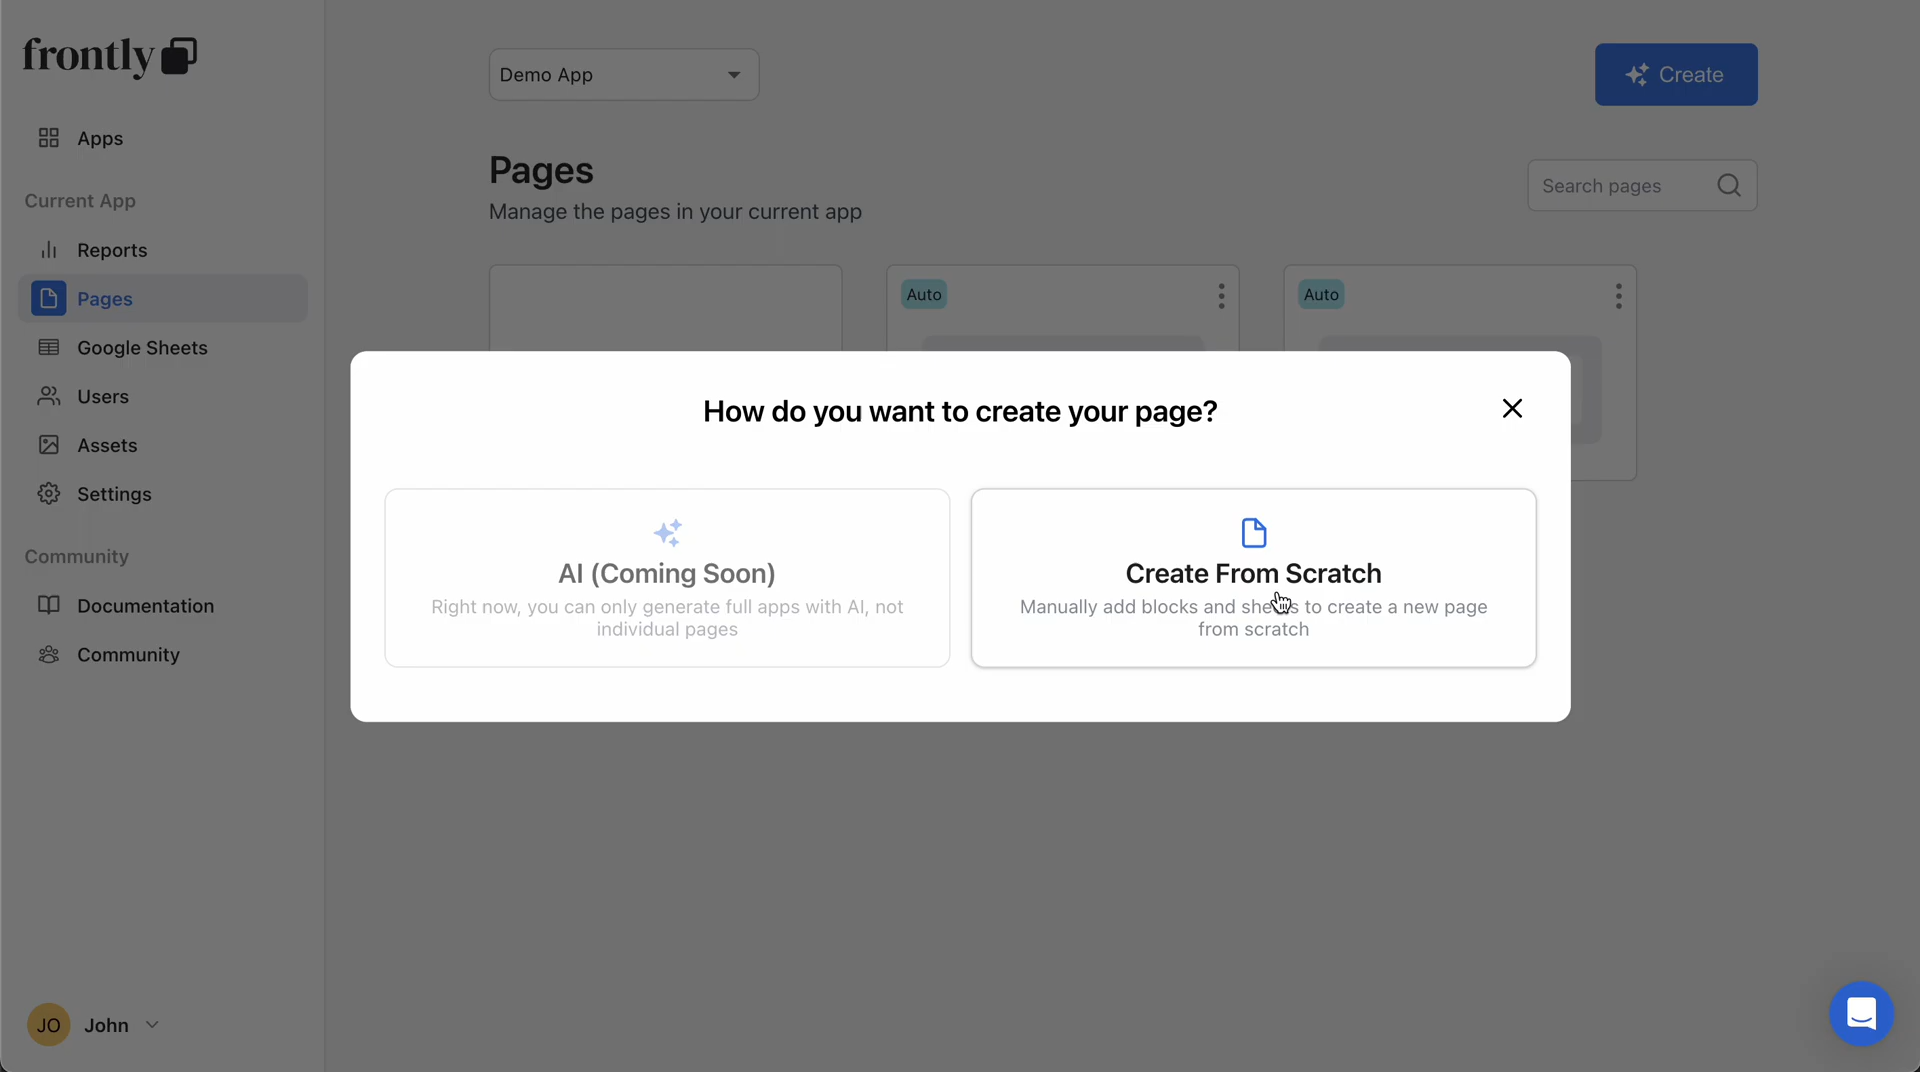 frontly
Demo App
Create
Apps
Pages
Manage the pages in your current app
Search pages
Current App
Reports
Pages
Google Sheets
Users
Assets
Settings
Auto
Auto
How do you want to create your page?
AI (Coming Soon)
Right now, you can only generate full apps with AI, not
individual pages
Create From Scratch
Manually add blocks and to create a new page
from scratch
Community
Documentation
Community
JO John